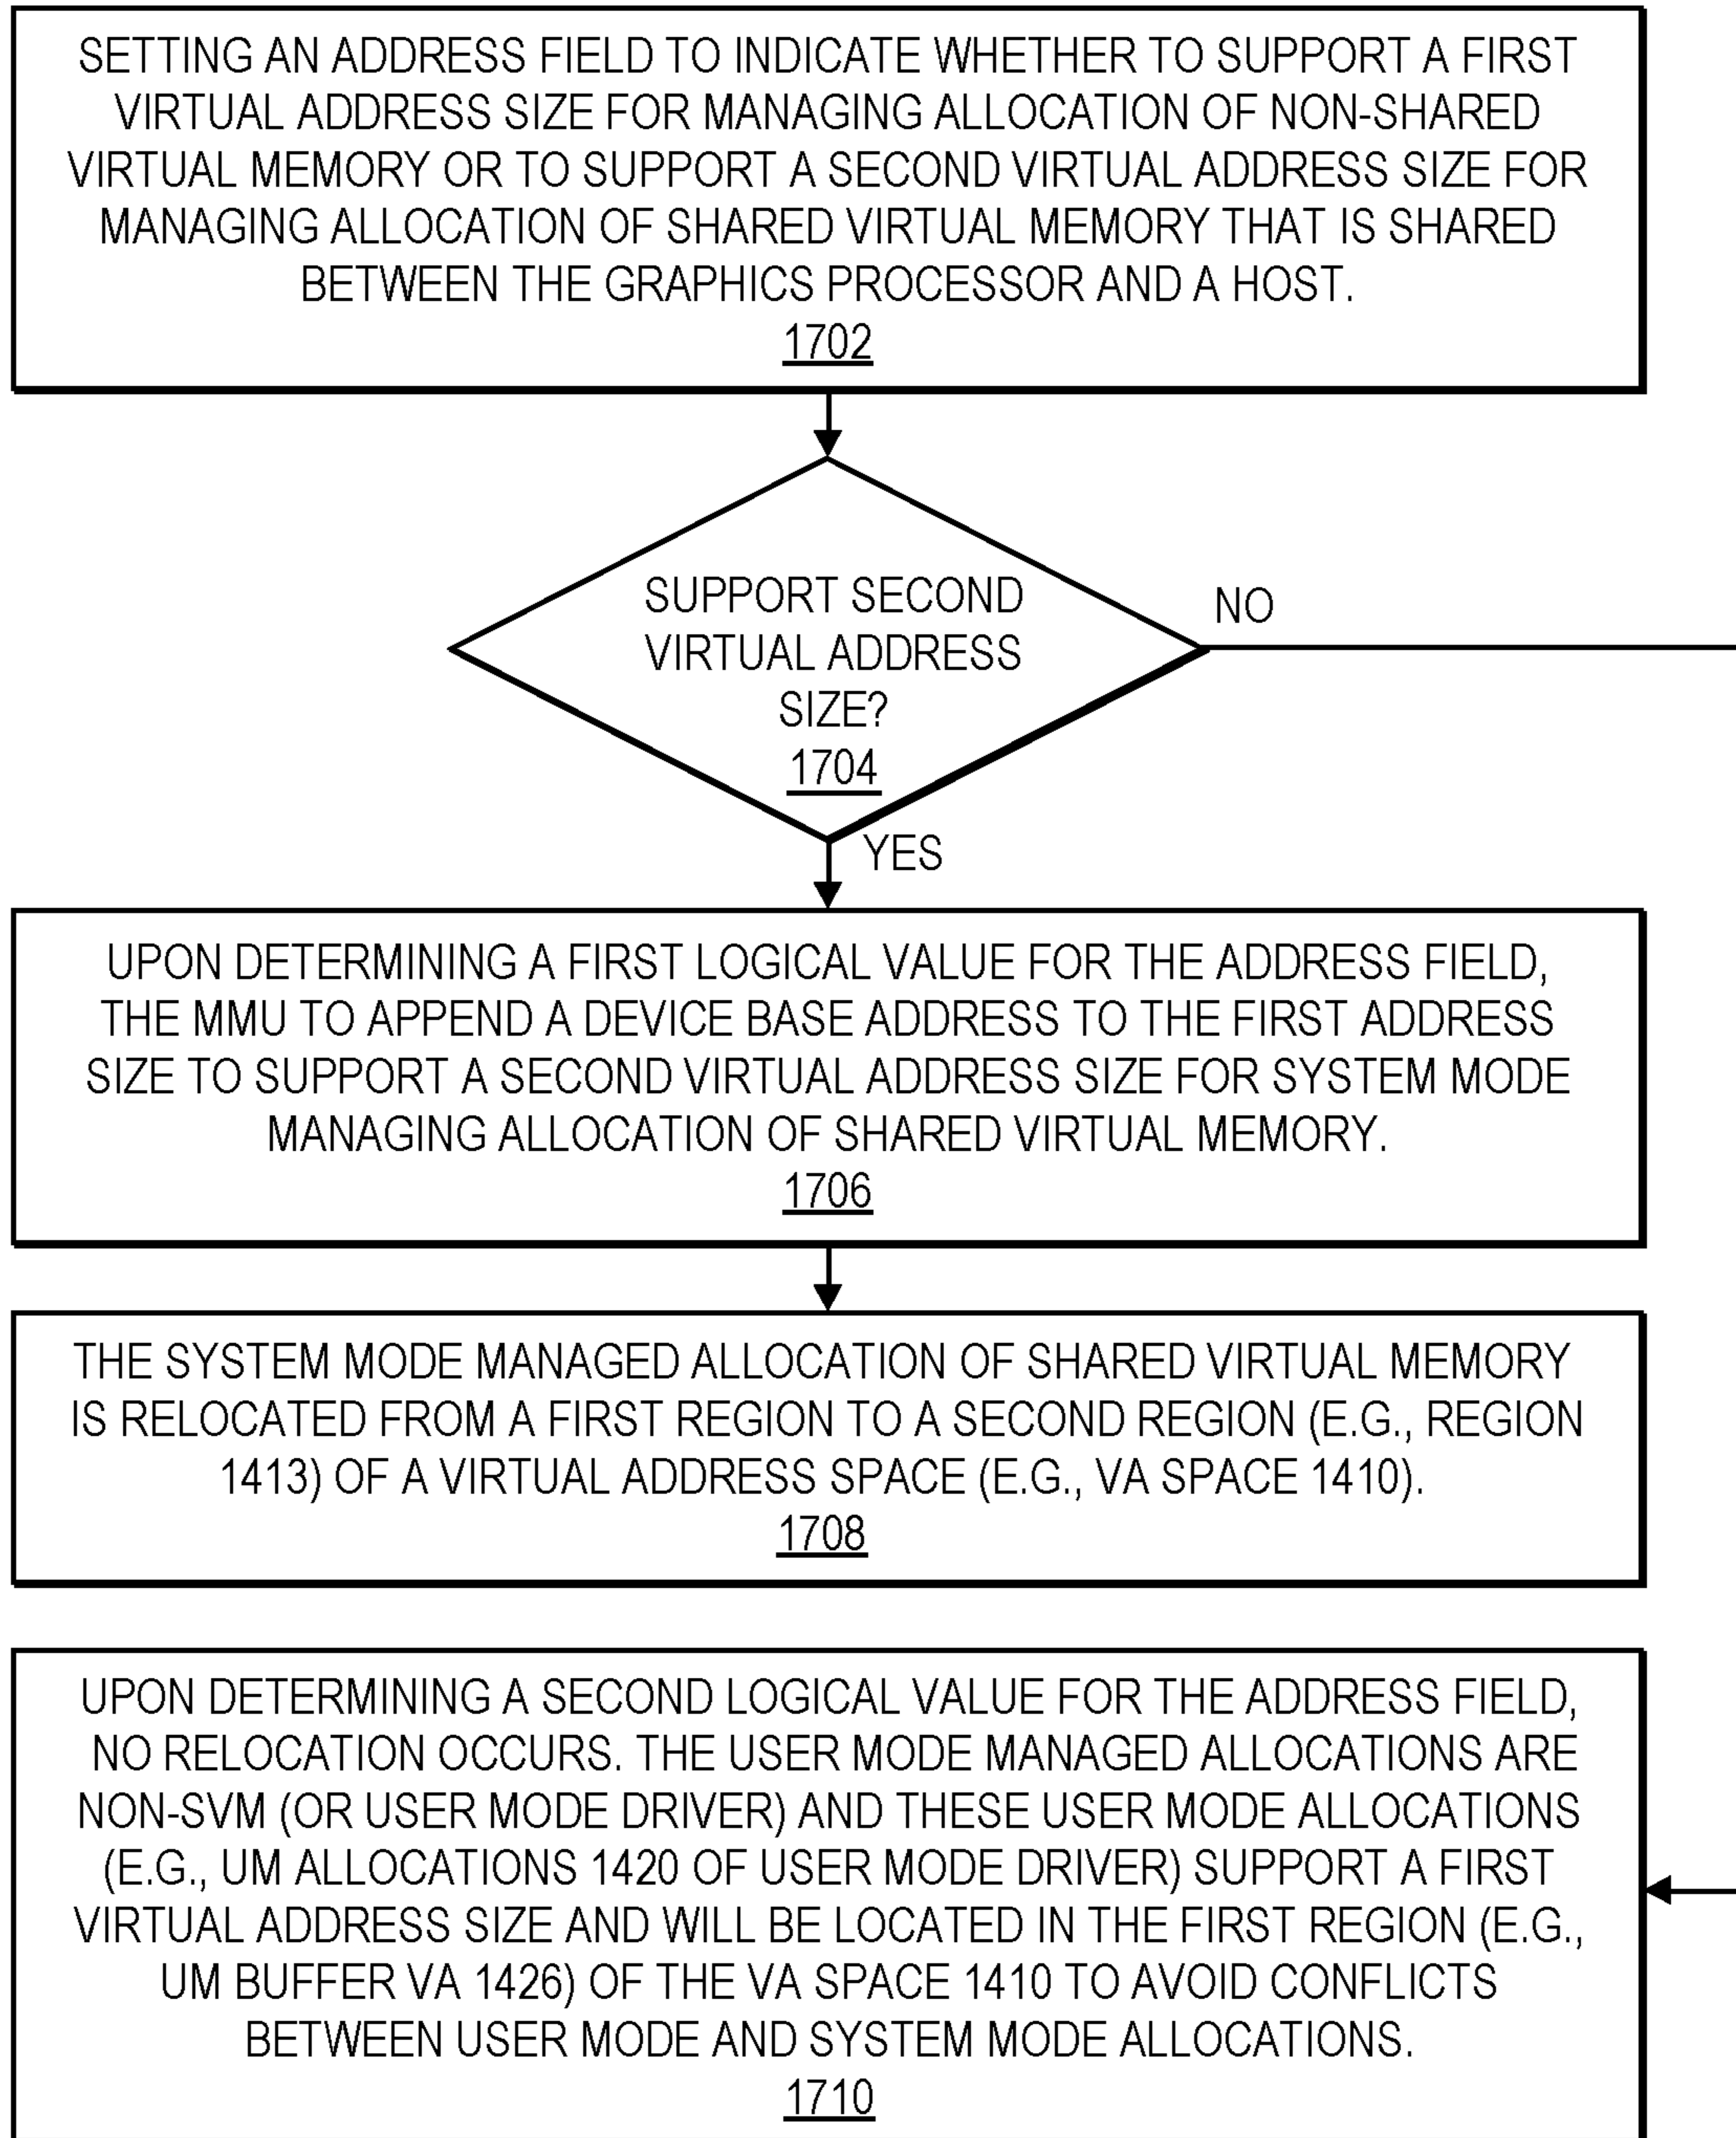 SETTING AN ADDRESS FIELD TO INDICATE WHETHER TO SUPPORT A FIRST
VIRTUAL ADDRESS SIZE FOR MANAGING ALLOCATION OF NON-SHARED
VIRTUAL MEMORY OR TO SUPPORT A SECOND VIRTUAL ADDRESS SIZE FOR
MANAGING ALLOCATION OF SHARED VIRTUAL MEMORY THAT IS SHARED
BETWEEN THE GRAPHICS PROCESSOR AND A HOST.
1702
SUPPORT SECOND
VIRTUAL ADDRESS
SIZE?
1704
NO
YES
UPON DETERMINING A FIRST LOGICAL VALUE FOR THE ADDRESS FIELD,
THE MMU TO APPEND A DEVICE BASE ADDRESS TO THE FIRST ADDRESS
SIZE TO SUPPORT A SECOND VIRTUAL ADDRESS SIZE FOR SYSTEM MODE
MANAGING ALLOCATION OF SHARED VIRTUAL MEMORY.
1706
THE SYSTEM MODE MANAGED ALLOCATION OF SHARED VIRTUAL MEMORY
IS RELOCATED FROM A FIRST REGION TO A SECOND REGION (E.G., REGION
1413) OF A VIRTUAL ADDRESS SPACE (E.G., VA SPACE 1410).
1708
UPON DETERMINING A SECOND LOGICAL VALUE FOR THE ADDRESS FIELD,
NO RELOCATION OCCURS. THE USER MODE MANAGED ALLOCATIONS ARE
NON-SVM (OR USER MODE DRIVER) AND THESE USER MODE ALLOCATIONS
(E.G., UM ALLOCATIONS 1420 OF USER MODE DRIVER) SUPPORT A FIRST
VIRTUAL ADDRESS SIZE AND WILL BE LOCATED IN THE FIRST REGION (E.G.,
UM BUFFER VA 1426) OF THE VA SPACE 1410 TO AVOID CONFLICTS
BETWEEN USER MODE AND SYSTEM MODE ALLOCATIONS.
1710